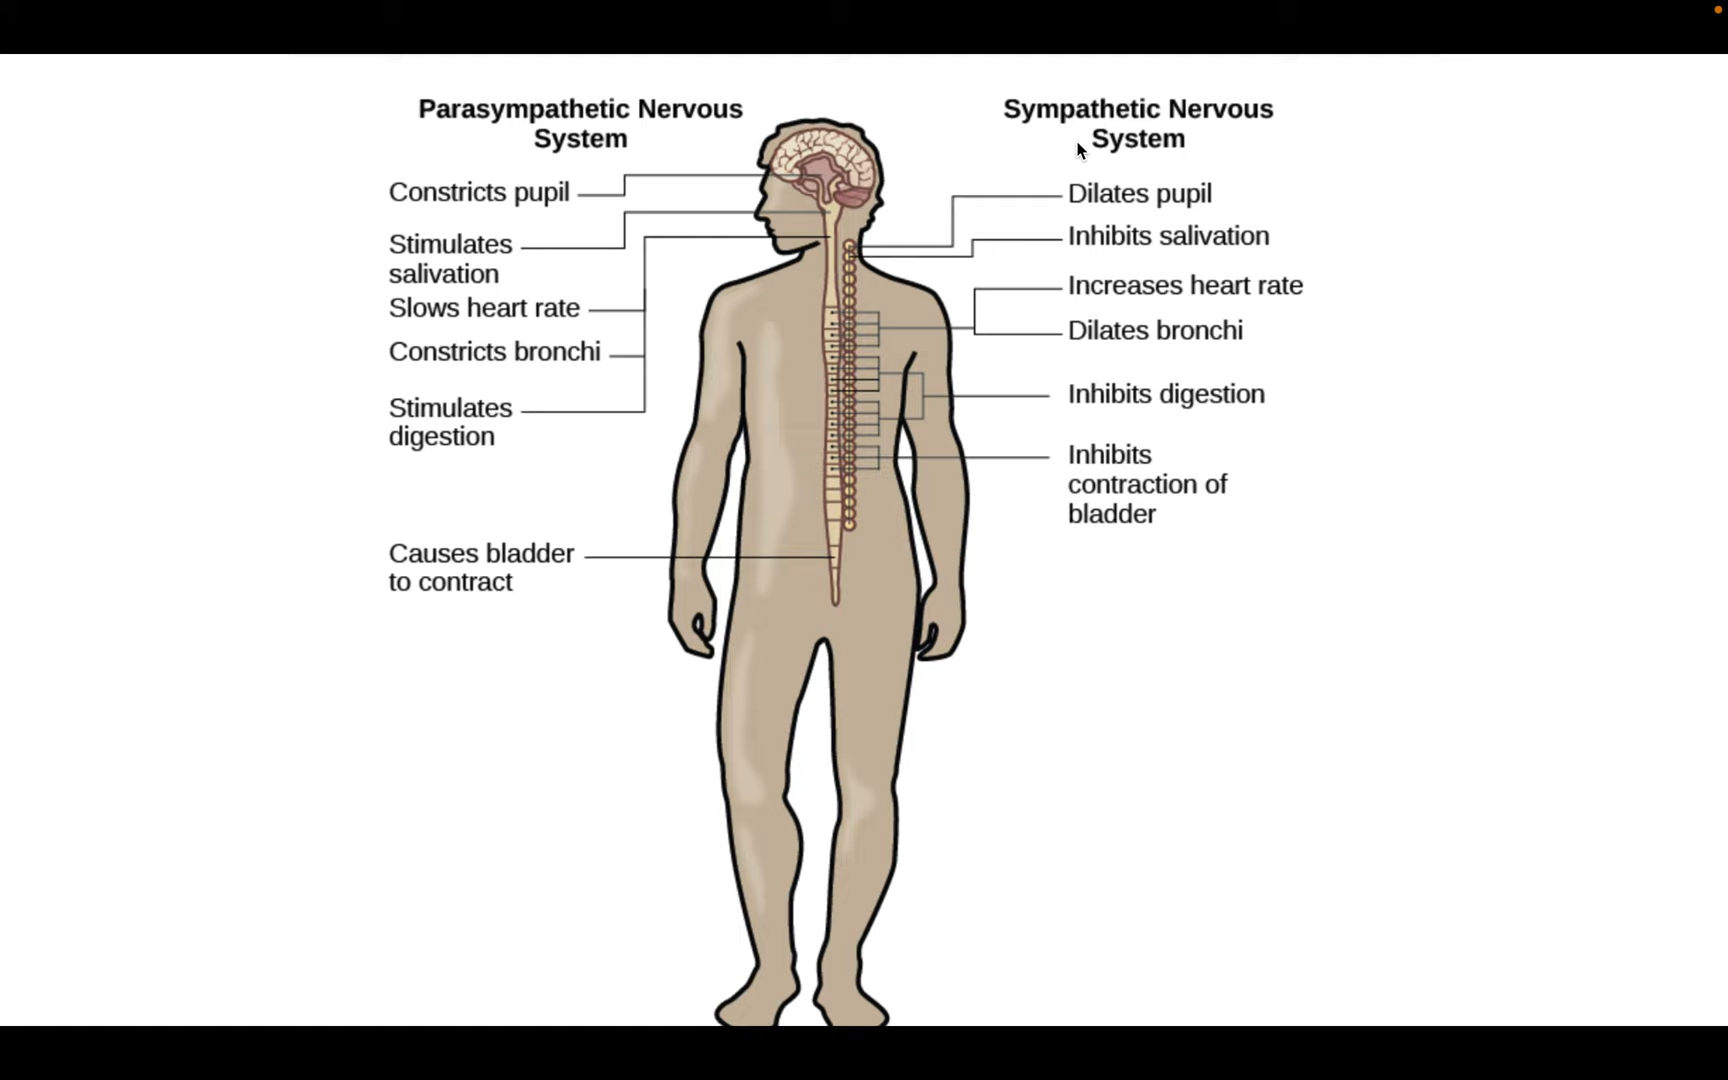 Parasympathetic Nervous
System
Constricts pupil
Stimulates
salivation
Slows heart rate
Constricts bronchi
Stimulates
digestion
Causes bladder
to contract
Sympathetic Nervous
System
Dilates pupil
Inhibits salivation
Increases heart rate
Dilates bronchi
Inhibits digestion
Inhibits
contraction of
bladder